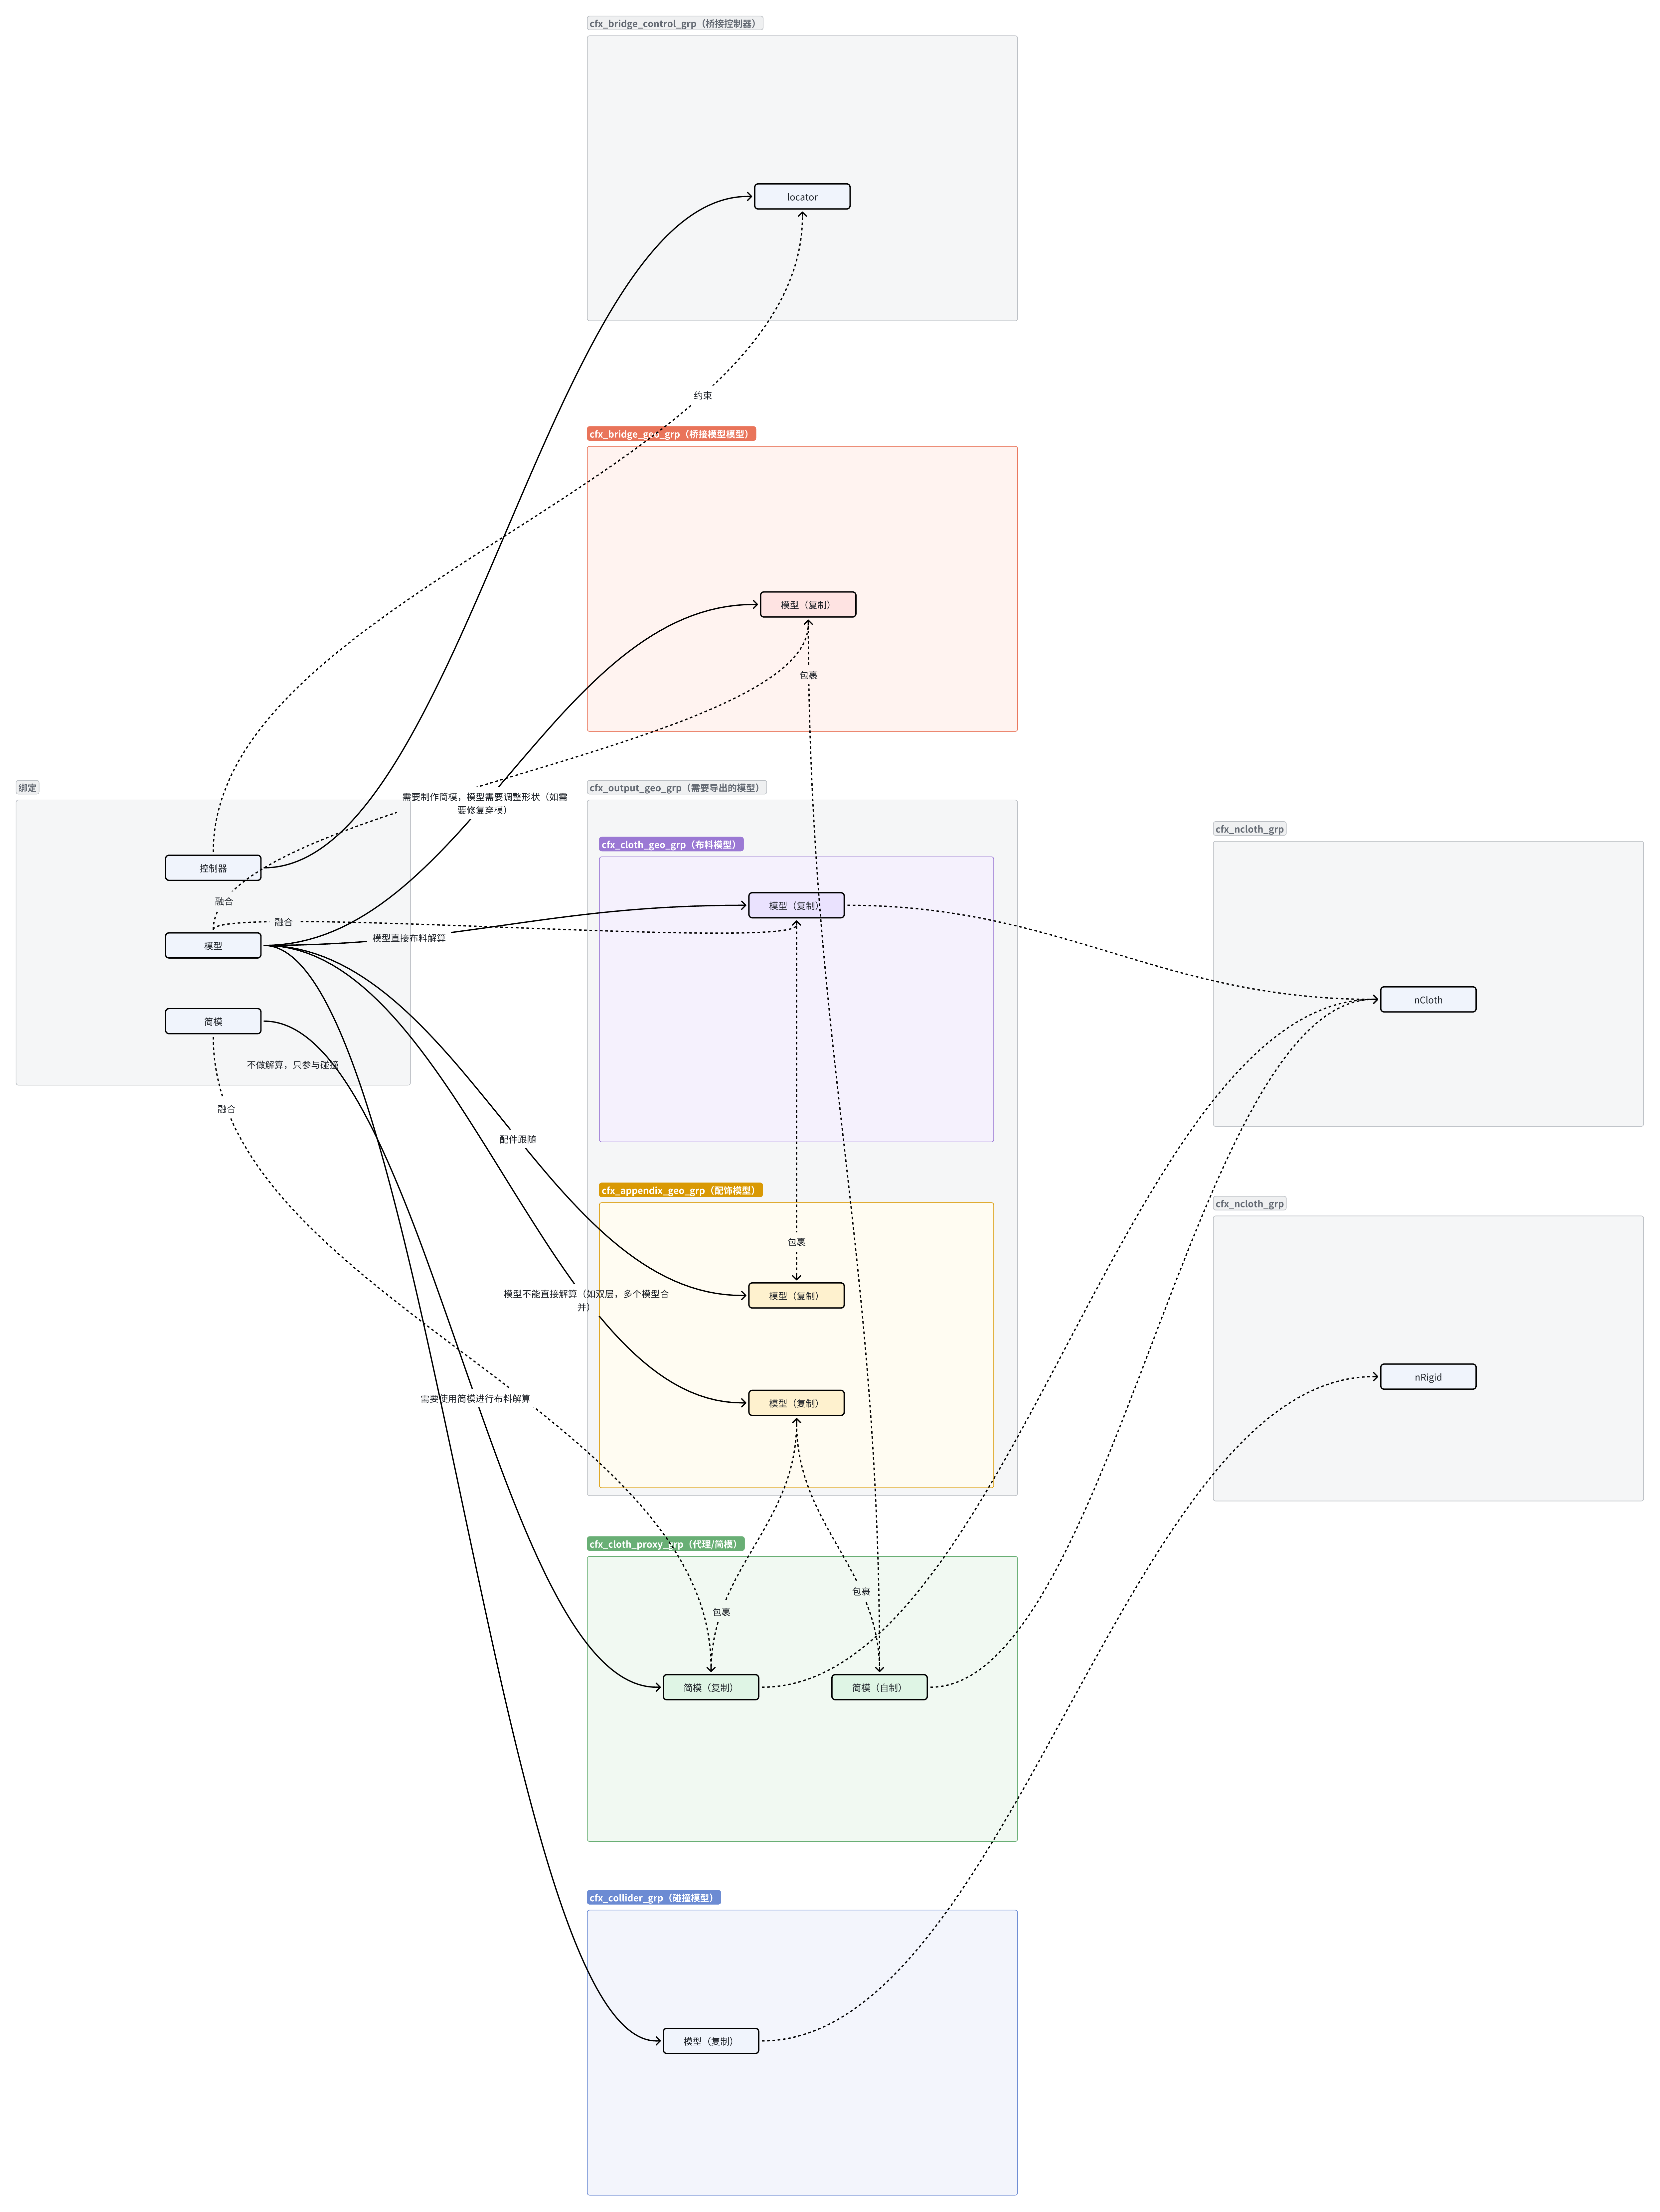 cfx_bridge_control_grp（桥接控制器）
locator
约束
cfx_bridge_geo_grp（桥接模型模型）
模型（复制）
包裹
绑定
cfx_output_geo_grp（需要导出的模型）
需要制作简模，模型需要调整形状（如需
要修复穿模）
cfx_cloth_geo_grp（布料模型）
cfx_ncloth_grp
控制器
融合
模型（复制）
融合
模型直接布料解算
模型
nCloth
简模
不做解算，只参与碰撞
融合
配件跟随
cfx_appendix_geo_grp（配饰模型）
cfx_ncloth_grp
包裹
模型（复制）
模型不能直接解算（如双层，多个模型合
并）
nRigid
需要使用简模进行布料解算
模型（复制）
cfx_cloth_proxy_grp（代理/简模）
包裹
包裹
简模（复制）
简模（自制）
cfx_collider_grp（碰撞模型）
模型（复制）